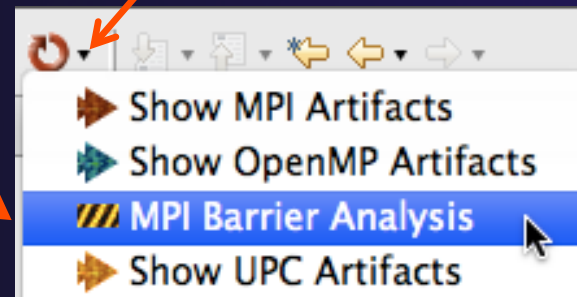 Show MPI Artifacts
Show OpenMP Artifacts
MPI Barrier Analysis
Show UPC Artifacts